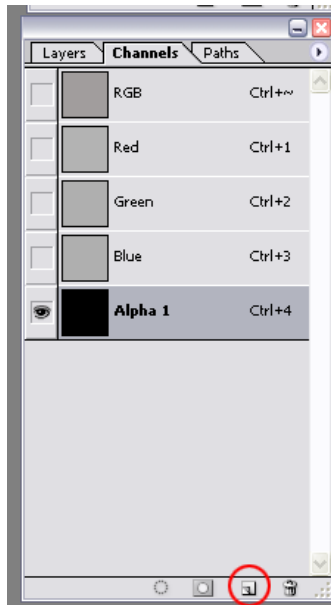 Layers Channels Paths
RGB Ctrl+~
Red Ctrl+1
Green Ctrl+2
Blue Ctrl+3
Alpha 1 Ctrl+4